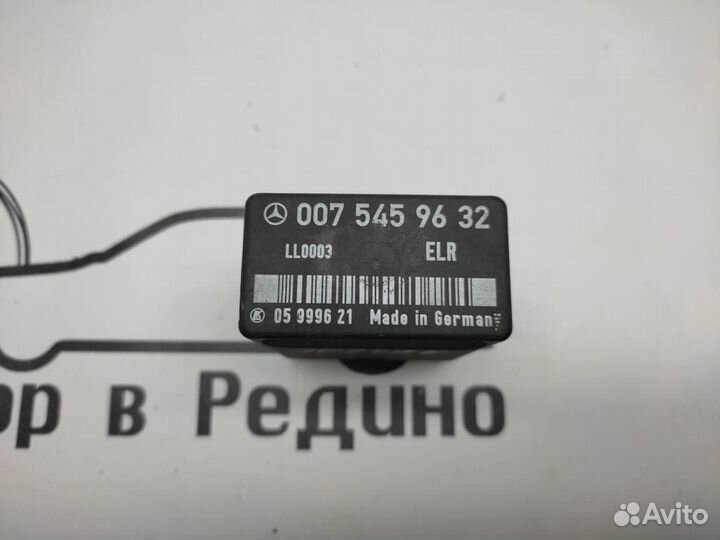 007 545 96 32
LL0003 ELR
05 9996 21 Made in German
ор в Редино
Avito